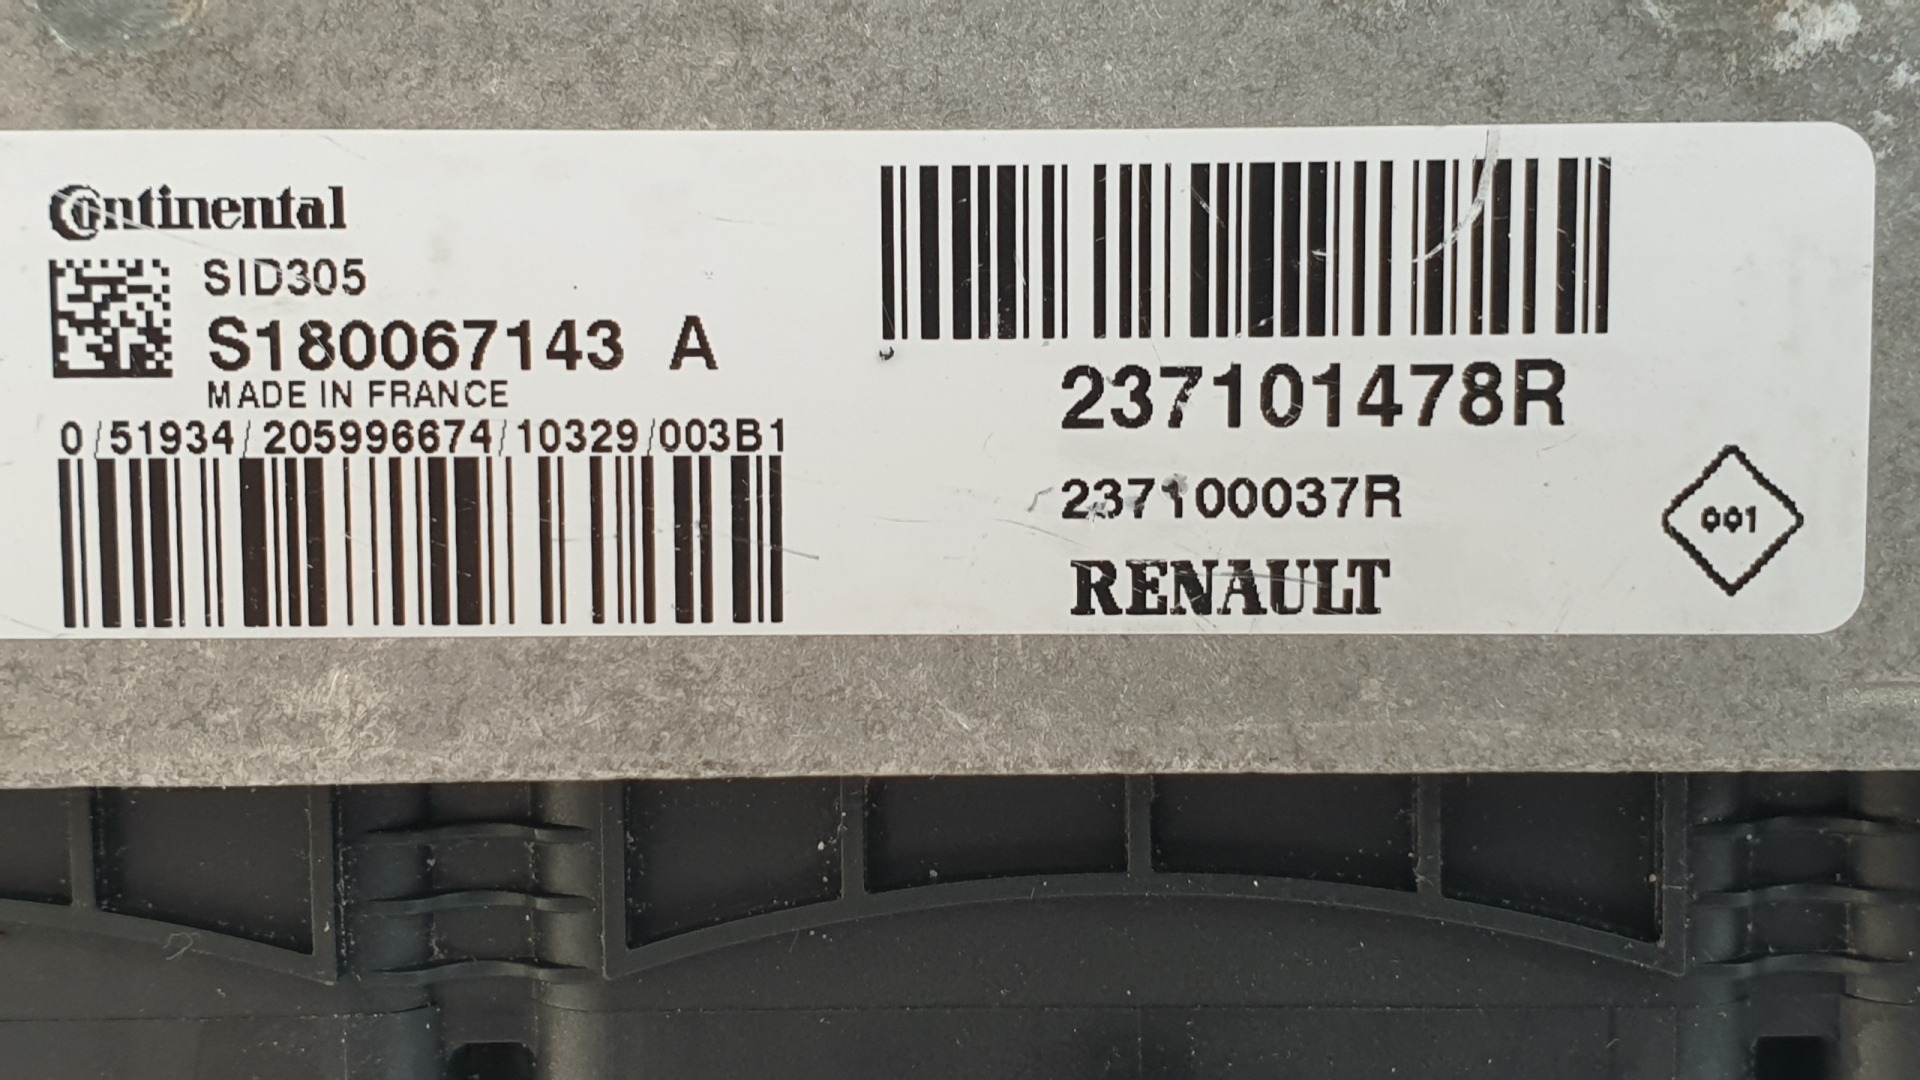 Continental
SID305
S180067143 A
MADE IN FRANCE
0/51934/205996674/10329/003B1
237101478R
237100037R
RENAULT
001